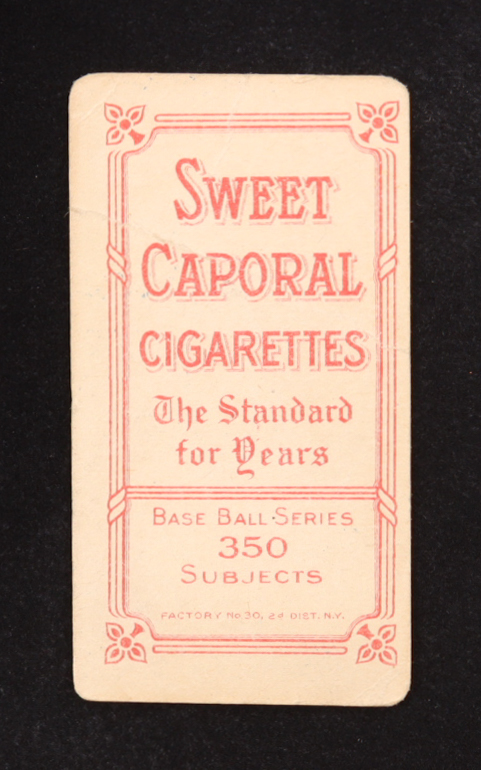 SWEET
CAPORAL
CIGARETTES
The Standard
for Years
BASE BALL·SERIES
350
SUBJECTS
FACTORY No. 30, 2d DIST. N.Y.